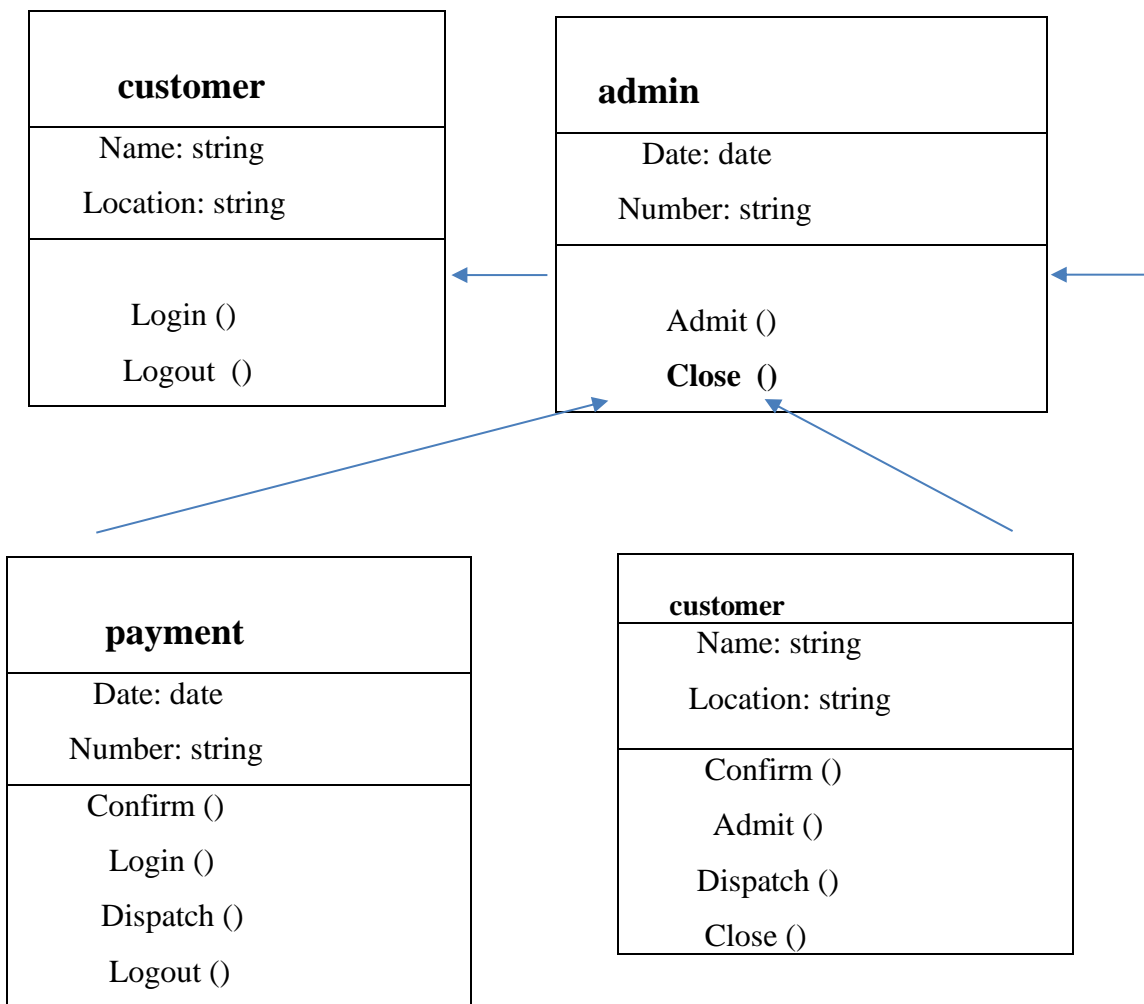 customer
Name: string
Location: string
Login ()
Logout  ()
admin
Date: date
Number: string
Admit ()
Close  ()
payment
Date: date
Number: string
Confirm ()
Login ()
Dispatch ()
Logout ()
customer
Name: string
Location: string
Confirm ()
Admit ()
Dispatch ()
Close ()